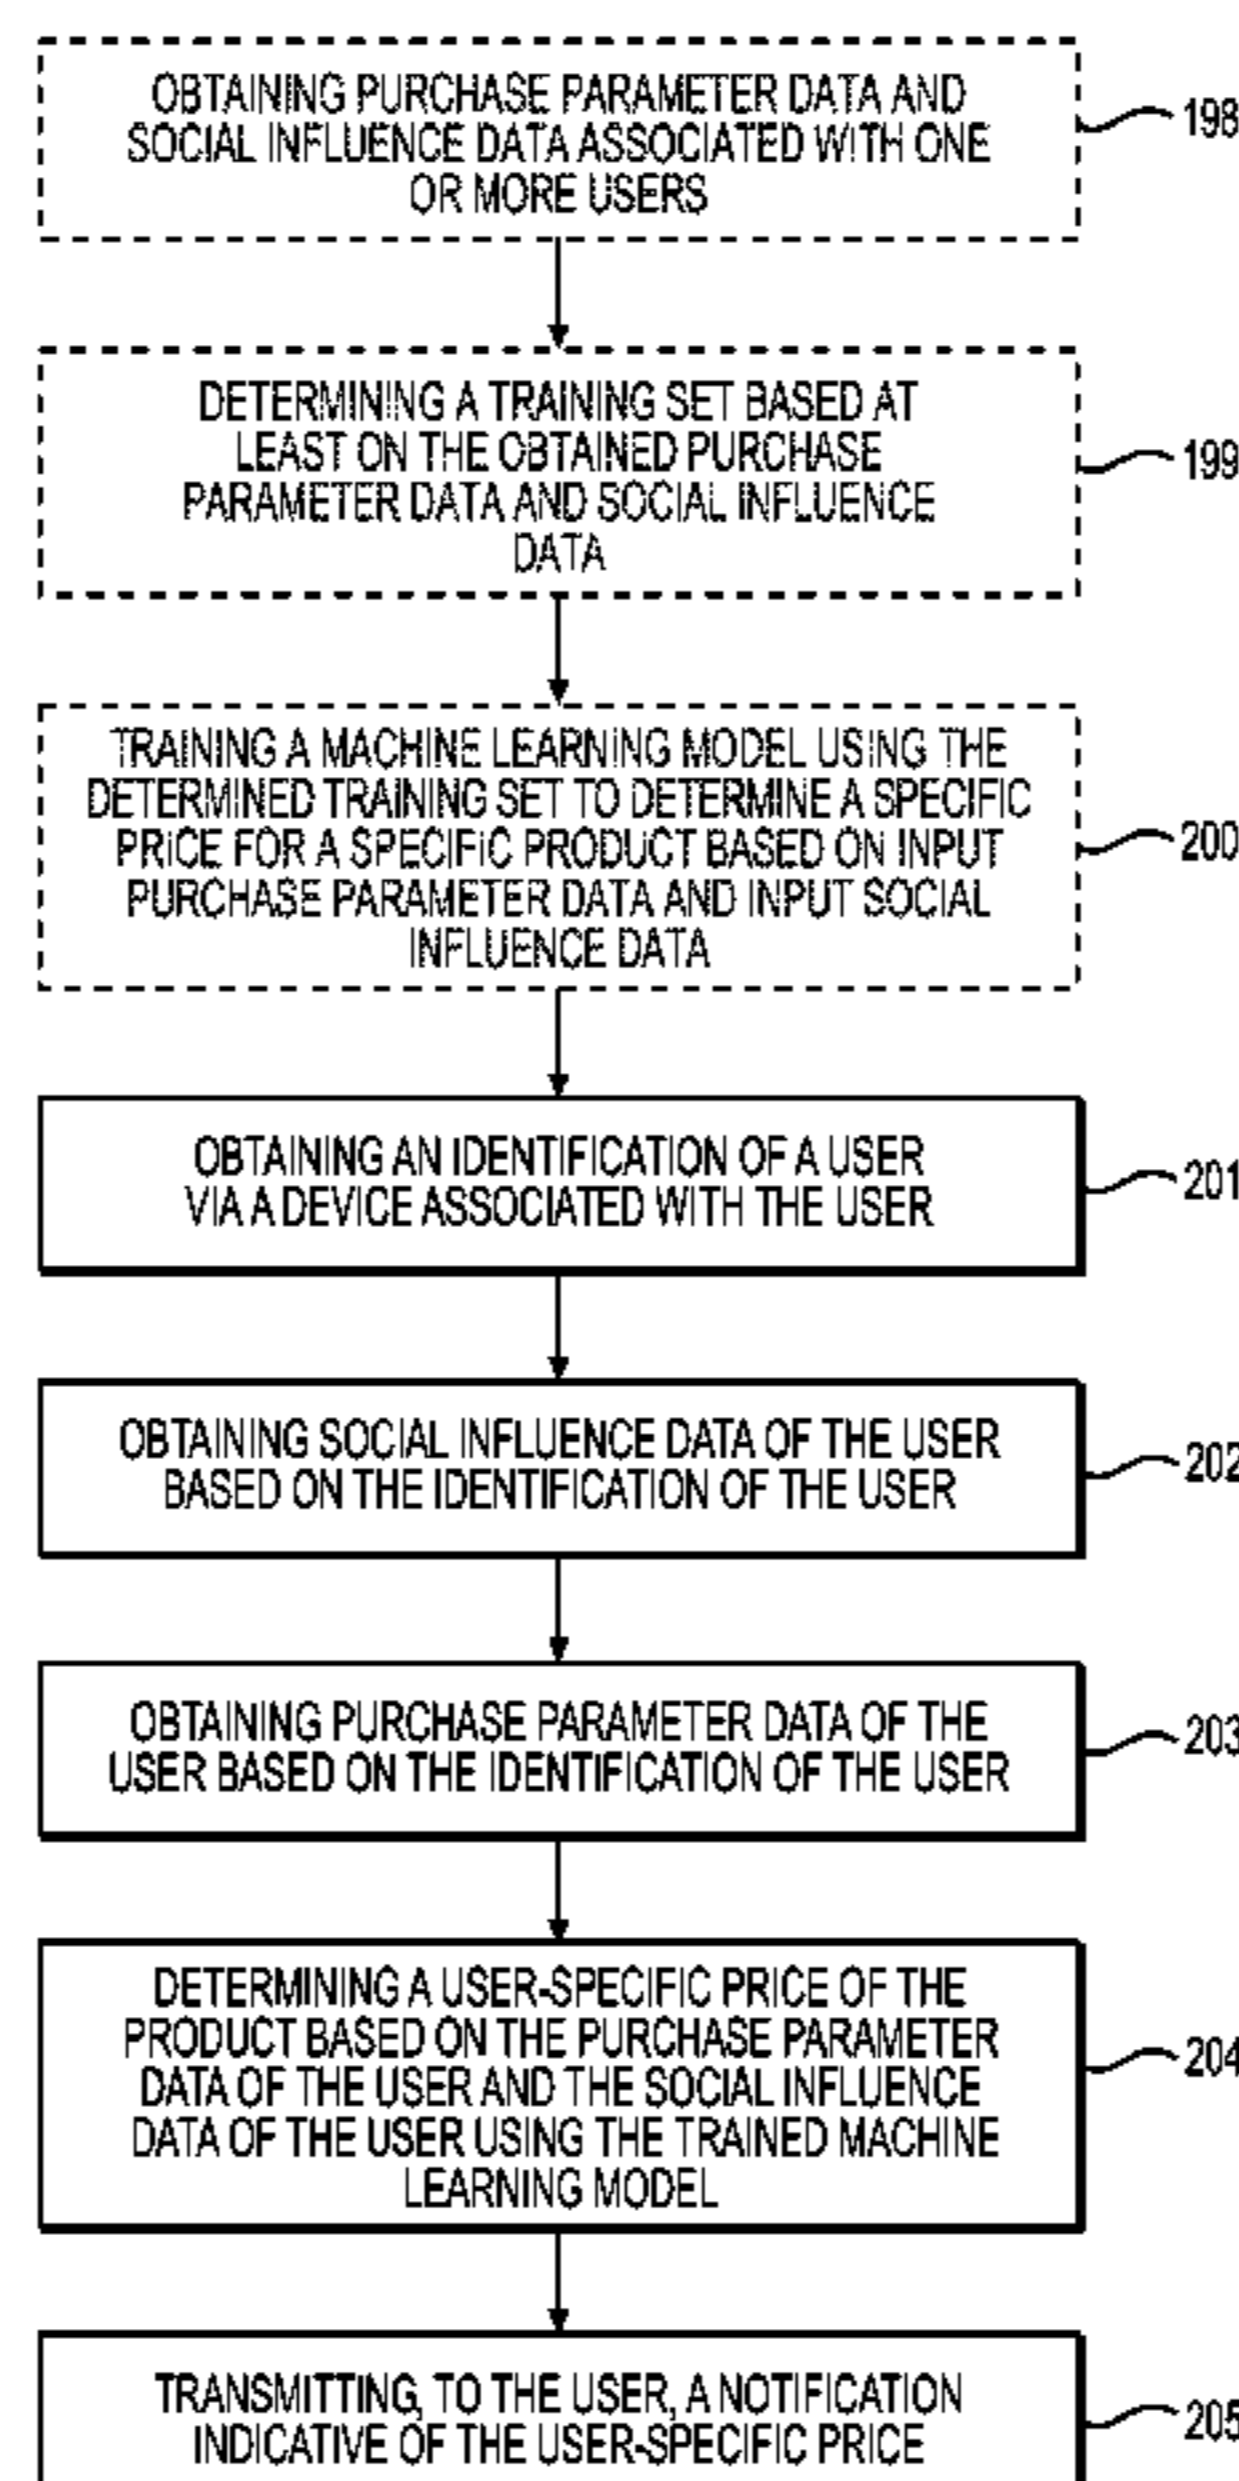 OBTAINING PURCHASE PARAMETER DATA AND
SOCIAL INFLUENCE DATA ASSOCIATED WITH ONE
OR MORE USERS
198
DETERMINING A TRAINING SET BASED AT
LEAST ON THE OBTAINED PURCHASE
PARAMETER DATA AND SOCIAL INFLUENCE
DATA
199
TRAINING A MACHINE LEARNING MODEL USING THE
DETERMINED TRAINING SET TO DETERMINE A SPECIFIC
PRICE FOR A SPECIFIC PRODUCT BASED ON INPUT
PURCHASE PARAMETER DATA AND INPUT SOCIAL
INFLUENCE DATA
200
OBTAINING AN IDENTIFICATION OF A USER
VIA A DEVICE ASSOCIATED WITH THE USER
201
OBTAINING SOCIAL INFLUENCE DATA OF THE USER
BASED ON THE IDENTIFICATION OF THE USER
202
OBTAINING PURCHASE PARAMETER DATA OF THE
USER BASED ON THE IDENTIFICATION OF THE USER
203
DETERMINING A USER-SPECIFIC PRICE OF THE
PRODUCT BASED ON THE PURCHASE PARAMETER
DATA OF THE USER AND THE SOCIAL INFLUENCE
DATA OF THE USER USING THE TRAINED MACHINE
LEARNING MODEL
204
TRANSMITTING, TO THE USER, A NOTIFICATION
INDICATIVE OF THE USER-SPECIFIC PRICE
205